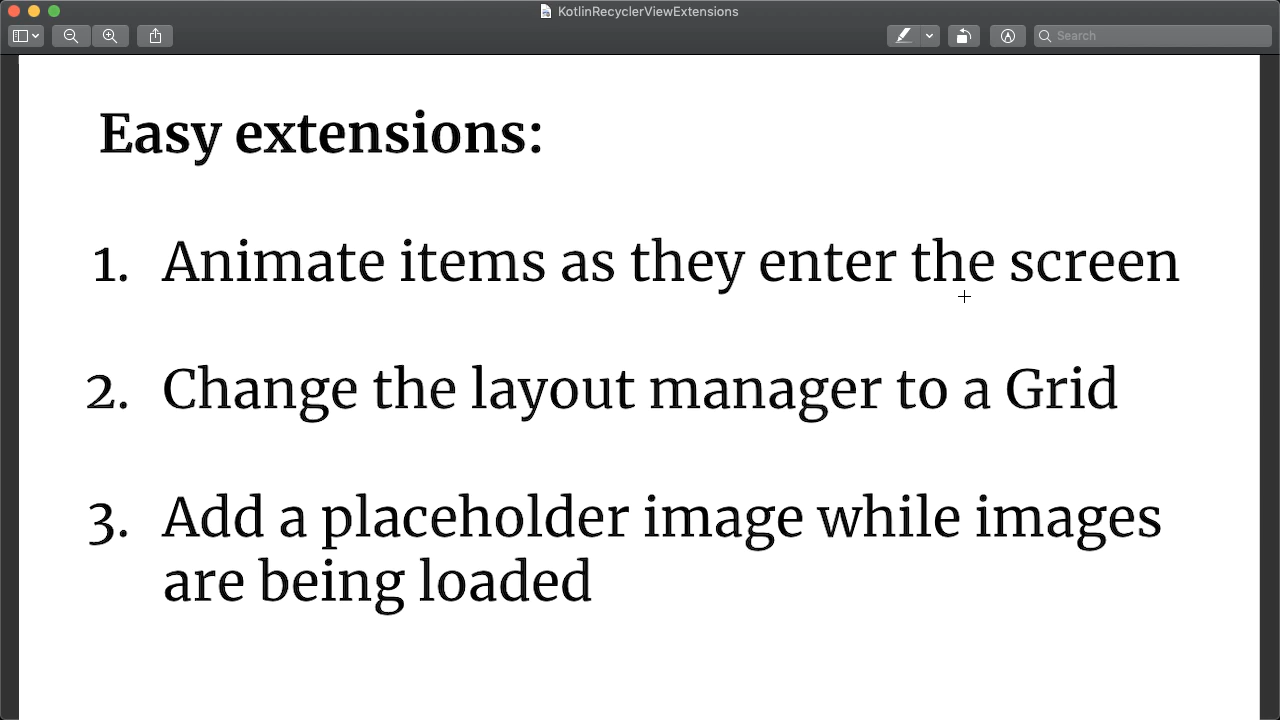 KotlinRecyclerViewExtensions
Search
Easy extensions:
1. Animate items as they enter the screen
2. Change the layout manager to a Grid
3. Add a placeholder image while images
are being loaded